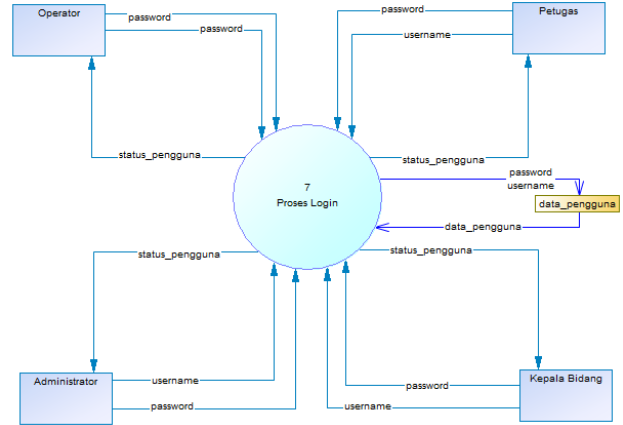 Operator
password
password
Petugas
password
username
status_pengguna
status_pengguna
password
username
7
Proses Login
data_pengguna
data_pengguna
status_pengguna
status_pengguna
Administrator
username
password
Kepala Bidang
password
username